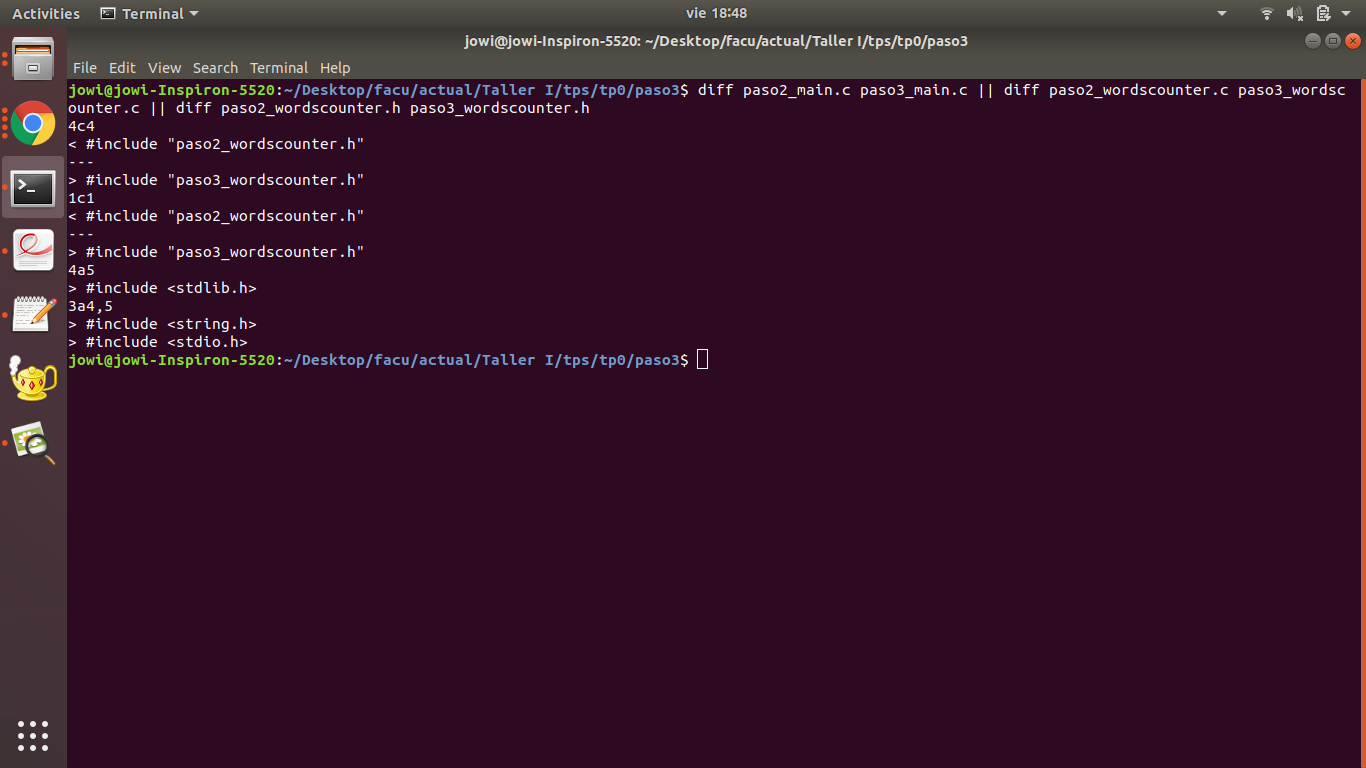 Activities
Terminal
vie 18:48
jowi@jowi-Inspiron-5520: ~/Desktop/facu/actual/Taller I/tps/tp0/paso3
File Edit View Search Terminal Help
jowi@jowi-Inspiron-5520:~/Desktop/facu/actual/Taller I/tps/tp0/paso3$ diff paso2_main.c paso3_main.c || diff paso2_wordscounter.c paso3_wordsc
ounter.c || diff paso2_wordscounter.h paso3_wordscounter.h
4c4
< #include "paso2_wordscounter.h"
---
> #include "paso3_wordscounter.h"
1c1
< #include "paso2_wordscounter.h"
---
> #include "paso3_wordscounter.h"
4a5
> #include <stdlib.h>
3a4,5
> #include <string.h>
> #include <stdio.h>
jowi@jowi-Inspiron-5520:~/Desktop/facu/actual/Taller I/tps/tp0/paso3$